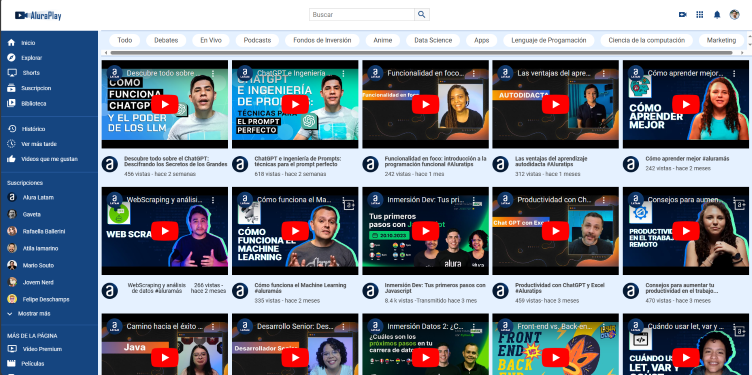 AluraPlay
Buscar
Todo
Debates
En Vivo
Podcasts
Fondos de Inversión
Anime
Data Science
Apps
Lenguaje de Progamación
Ciencia de la computación
Marketing
Inicio
Explorar
Shorts
Suscripcion
Biblioteca
Histórico
Ver más tarde
Videos que me gustan
Suscripciones
Alura Latam
Gaveta
Rafaella Ballerini
Atila Iamarino
Mario Souto
Jovem Nerd
Felipe Deschamps
Mostrar más
MÁS DE LA PÁGINA
Video Premium
Películas
Descubre todo sobre ...
CÓMO
FUNCIONA
CHATGPT
Y EL PODER
DE LOS LLM
Descubre todo sobre el ChatGPT:
Descifrando los Secretos de los Grandes
456 vistas - hace 2 semanas
ChatGPT e Ingeniería ...
CHATGPT
E INGENIERÍA
DE PROMPTS:
TÉCNICAS PARA
EL PROMPT
PERFECTO
ChatGPT e Ingeniería de Prompts:
técnicas para el prompt perfecto
618 vistas - hace 2 semanas
Funcionalidad en foco...
Funcionalidad en foco:
Funcionalidad en foco: introducción a la
programación funcional #Aluratips
242 vistas - hace 1 mes
Las ventajas del apre...
AUTODIDACTA
Las ventajas del aprendizaje
autodidacta #Aluratips
312 vistas - hace 1 mes
Cómo aprender mejor...
CÓMO
APRENDER
MEJOR
Cómo aprender mejor #aluramás
242 vistas - hace 2 meses
WebScraping y anális...
WEB SCRA
WebScraping y análisis
de datos #aluramás
266 vistas -
hace 2 meses
Cómo funciona el Ma...
CÓMO
FUNCIONA EL
MACHINE
LEARNING
Cómo funciona el Machine Learning
#aluramás
335 vistas - hace 2 meses
Inmersión Dev: Tus pr...
Tus primeros
pasos con
20.10.2023
alura
Inmersión Dev: Tus primeros pasos con
Javascript
8.4 k vistas -Transmitido hace 3 meses
Productividad con Ch...
Chat GPT con Exc
Productividad con ChatGPT y Excel
#Aluratips
459 vistas - hace 3 meses
Consejos para aumen...
PRODUCTIVIDAD
EN EL TRABAJO
REMOTO
Consejos para aumentar tu
productividad en el trabajo...
470 vistas - hace 3 meses
Camino hacia el éxito ...
Java
Desarrollo Senior: Des...
Desarrollador Senior
Inmersión Datos 2: ¿C...
¿Cuáles son los
próximos pasos en tu
carrera de datos?
Front-end vs. Back-en...
FRONT
END
VS
BACK
END
Cuándo usar let, var y ...
CUÁNDO US
LET, VAR Y